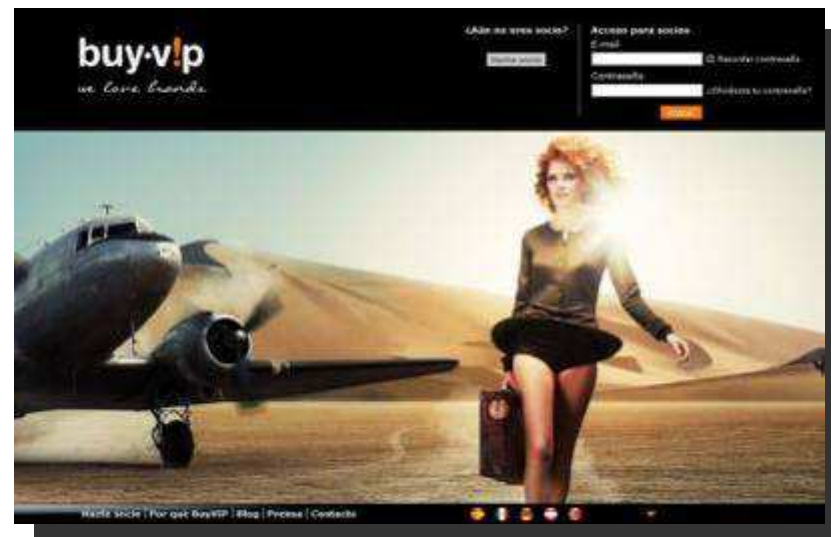 buy·v!p
we love brands
¿Aún no eres socio?
Hazte socio
Acceso para socios
E-mail
Recordar contraseña
Contraseña
¿Olvidaste tu contraseña?
Hazte socio | Por qué BuyVIP | Blog | Prensa | Contacto